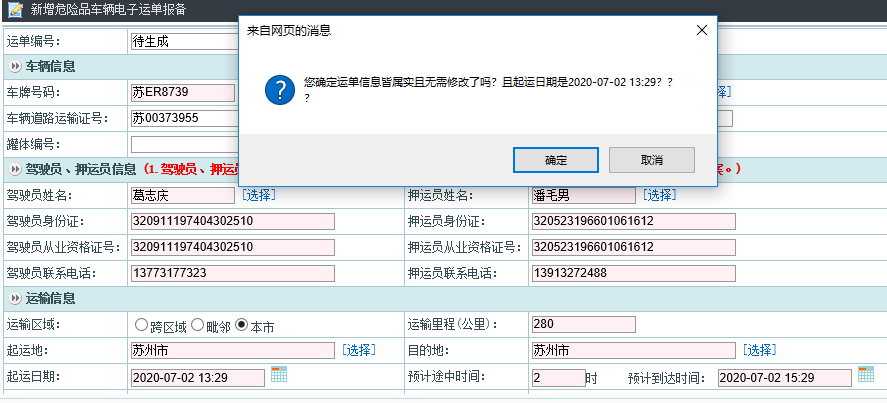 新增危险品车辆电子运单报备
来自网页的消息
您确定运单信息皆属实且无需修改了吗？且起运日期是2020-07-02 13:29？？
？
确定 取消
运单编号： 待生成
车辆信息
车牌号码： 苏ER8739 择]
车辆道路运输证号： 苏00373955
罐体编号：
驾驶员、押运员信息 (1.驾驶员、押运员 。)
驾驶员姓名： 葛志庆 [选择] 押运员姓名： 潘毛男 [选择]
驾驶员身份证： 320911197404302510 押运员身份证： 320523196601061612
驾驶员从业资格证号： 320911197404302510 押运员从业资格证号： 320523196601061612
驾驶员联系电话： 13773177323 押运员联系电话： 13913272488
运输信息
运输区域： 跨区域 毗邻 本市 运输里程(公里)： 280
起运地： 苏州市 [选择] 目的地： 苏州市 [选择]
起运日期： 2020-07-02 13:29 预计途中时间： 2 时 预计到达时间： 2020-07-02 15:29